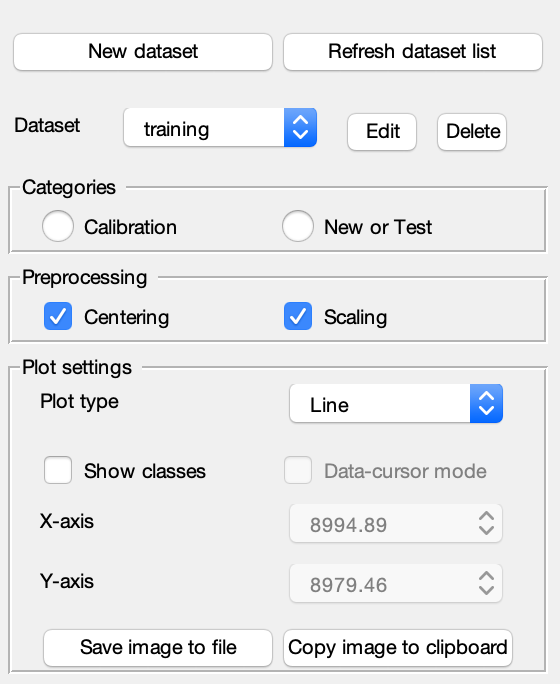 New dataset Refresh dataset list
Dataset training Edit Delete
Categories
Calibration New or Test
Preprocessing
Centering Scaling
Plot settings
Plot type Line
Show classes Data-cursor mode
X-axis 8994.89
Y-axis 8979.46
Save image to file Copy image to clipboard